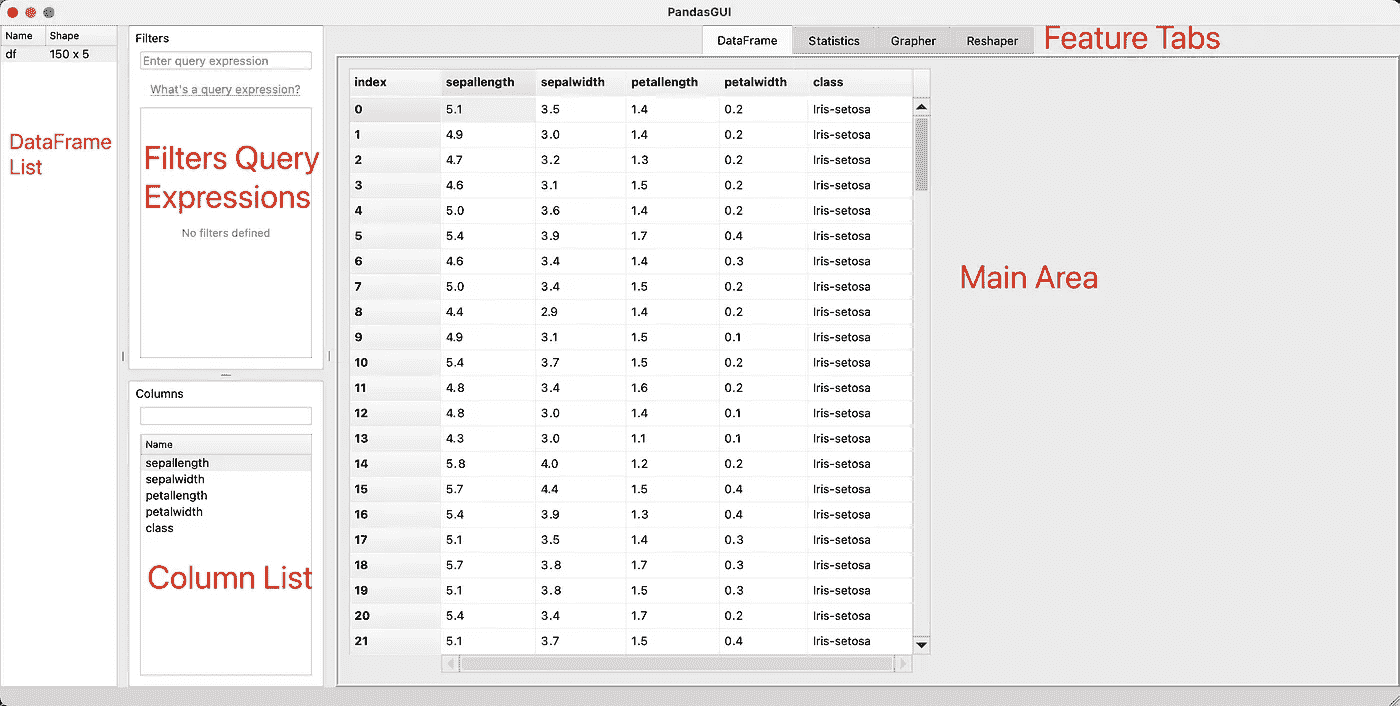 PandasGUI
Name Shape
df 150 x 5
DataFrame
List
Filters
Enter query expression
What's a query expression?
Filters Query
Expressions
No filters defined
Columns
Name
sepallength
sepalwidth
petallength
petalwidth
class
Column List
DataFrame Statistics Grapher Reshaper
Feature Tabs
index sepallength sepalwidth petallength petalwidth class
0 5.1 3.5 1.4 0.2 Iris-setosa
1 4.9 3.0 1.4 0.2 Iris-setosa
2 4.7 3.2 1.3 0.2 Iris-setosa
3 4.6 3.1 1.5 0.2 Iris-setosa
4 5.0 3.6 1.4 0.2 Iris-setosa
5 5.4 3.9 1.7 0.4 Iris-setosa
6 4.6 3.4 1.4 0.3 Iris-setosa
7 5.0 3.4 1.5 0.2 Iris-setosa
8 4.4 2.9 1.4 0.2 Iris-setosa
9 4.9 3.1 1.5 0.1 Iris-setosa
10 5.4 3.7 1.5 0.2 Iris-setosa
11 4.8 3.4 1.6 0.2 Iris-setosa
12 4.8 3.0 1.4 0.1 Iris-setosa
13 4.3 3.0 1.1 0.1 Iris-setosa
14 5.8 4.0 1.2 0.2 Iris-setosa
15 5.7 4.4 1.5 0.4 Iris-setosa
16 5.4 3.9 1.3 0.4 Iris-setosa
17 5.1 3.5 1.4 0.3 Iris-setosa
18 5.7 3.8 1.7 0.3 Iris-setosa
19 5.1 3.8 1.5 0.3 Iris-setosa
20 5.4 3.4 1.7 0.2 Iris-setosa
21 5.1 3.7 1.5 0.4 Iris-setosa
Main Area